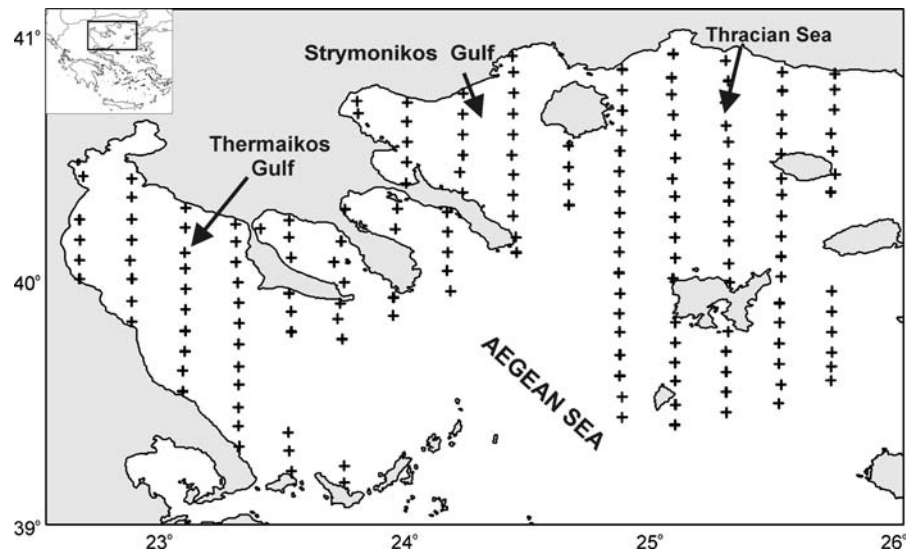 41°
Thracian Sea
Strymonikos Gulf
Thermaikos
Gulf
40°
AEGEAN SEA
39°
23° 24° 25° 26°